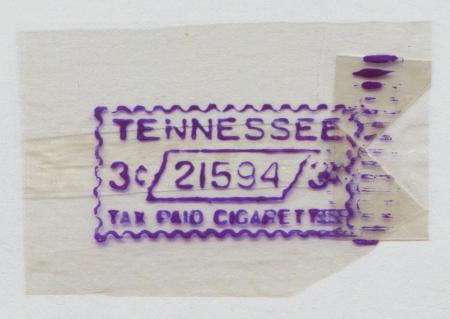 TENNESSEE
3¢ 21594 3
TAX PAID CIGARETTES